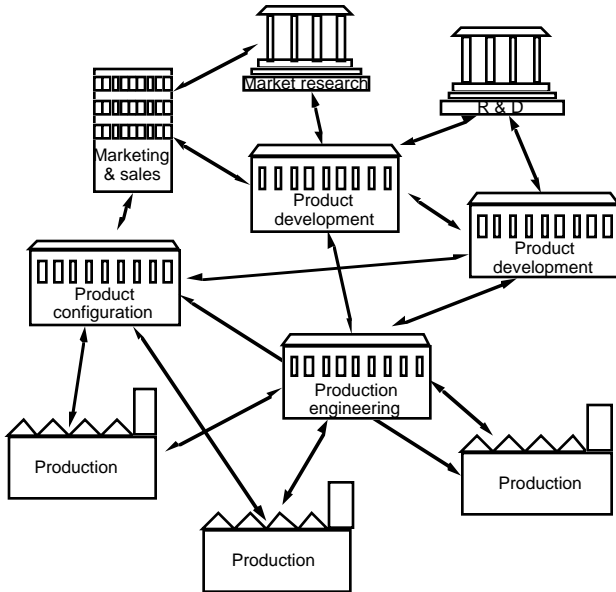 Market research
R & D
Marketing
& sales
Product
development
Product
development
Product
configuration
Production
engineering
Production
Production
Production